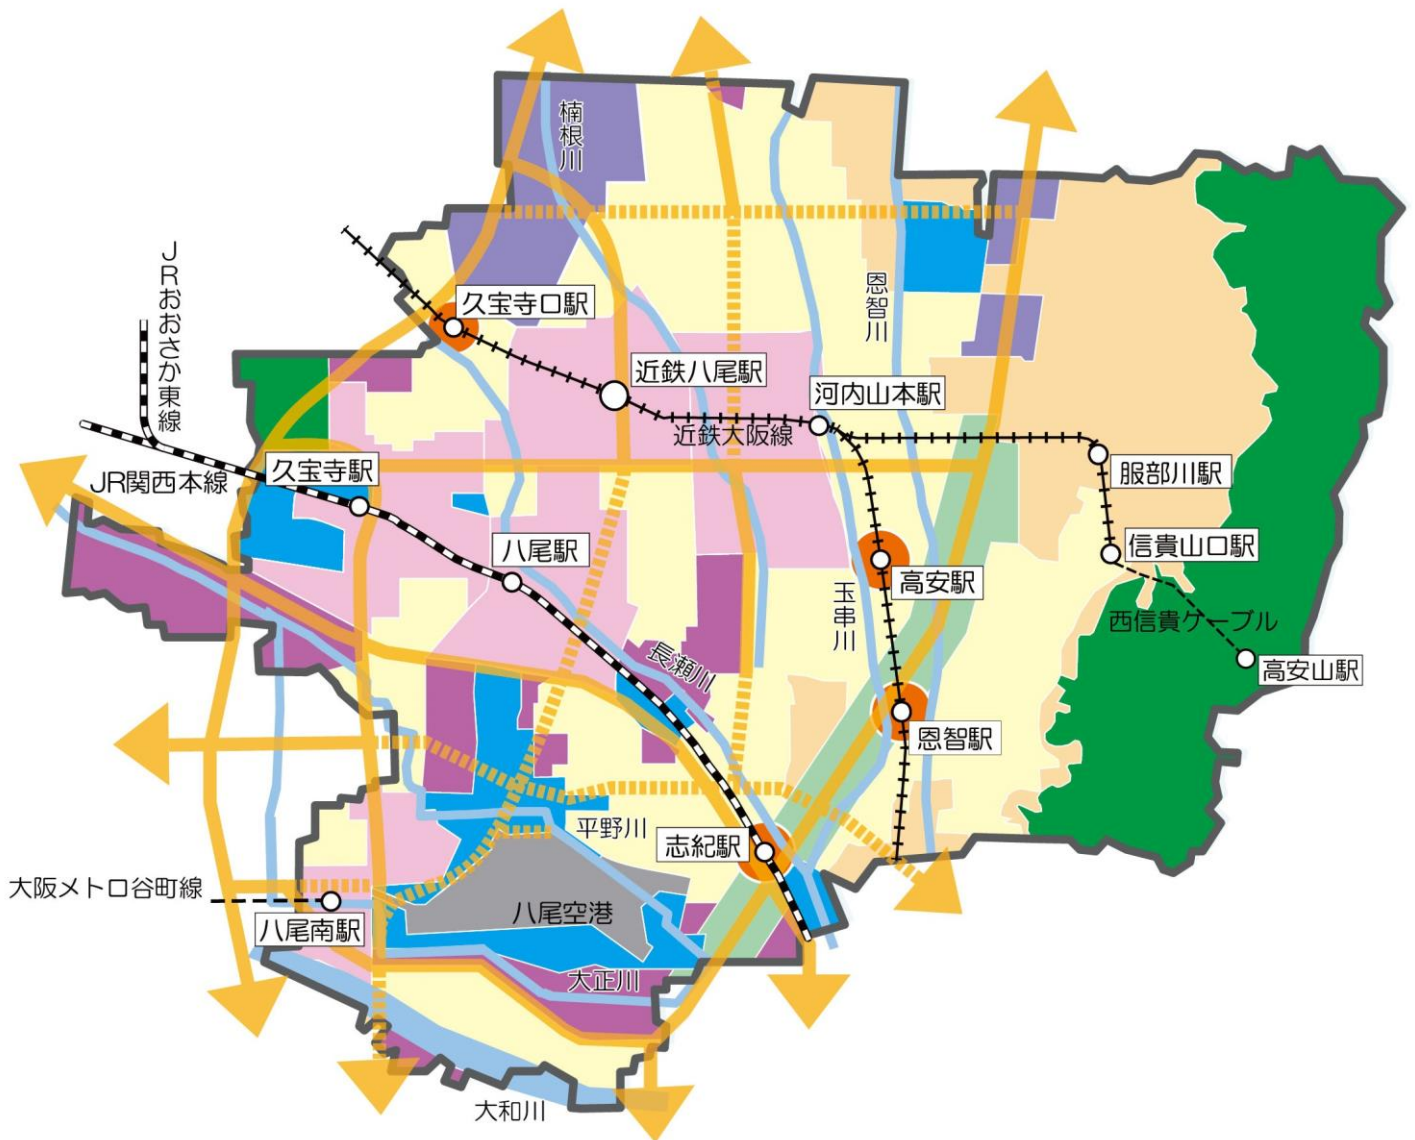 楠根川
恩智川
JRおおさか東線
久宝寺口駅
近鉄八尾駅
河内山本駅
近鉄大阪線
久宝寺駅
JR関西本線
服部川駅
八尾駅
信貴山口駅
高安駅
玉串川
西信貴ケーブル
長瀬川
高安山駅
恩智駅
平野川
志紀駅
大阪メトロ谷町線
八尾空港
八尾南駅
大正川
大和川